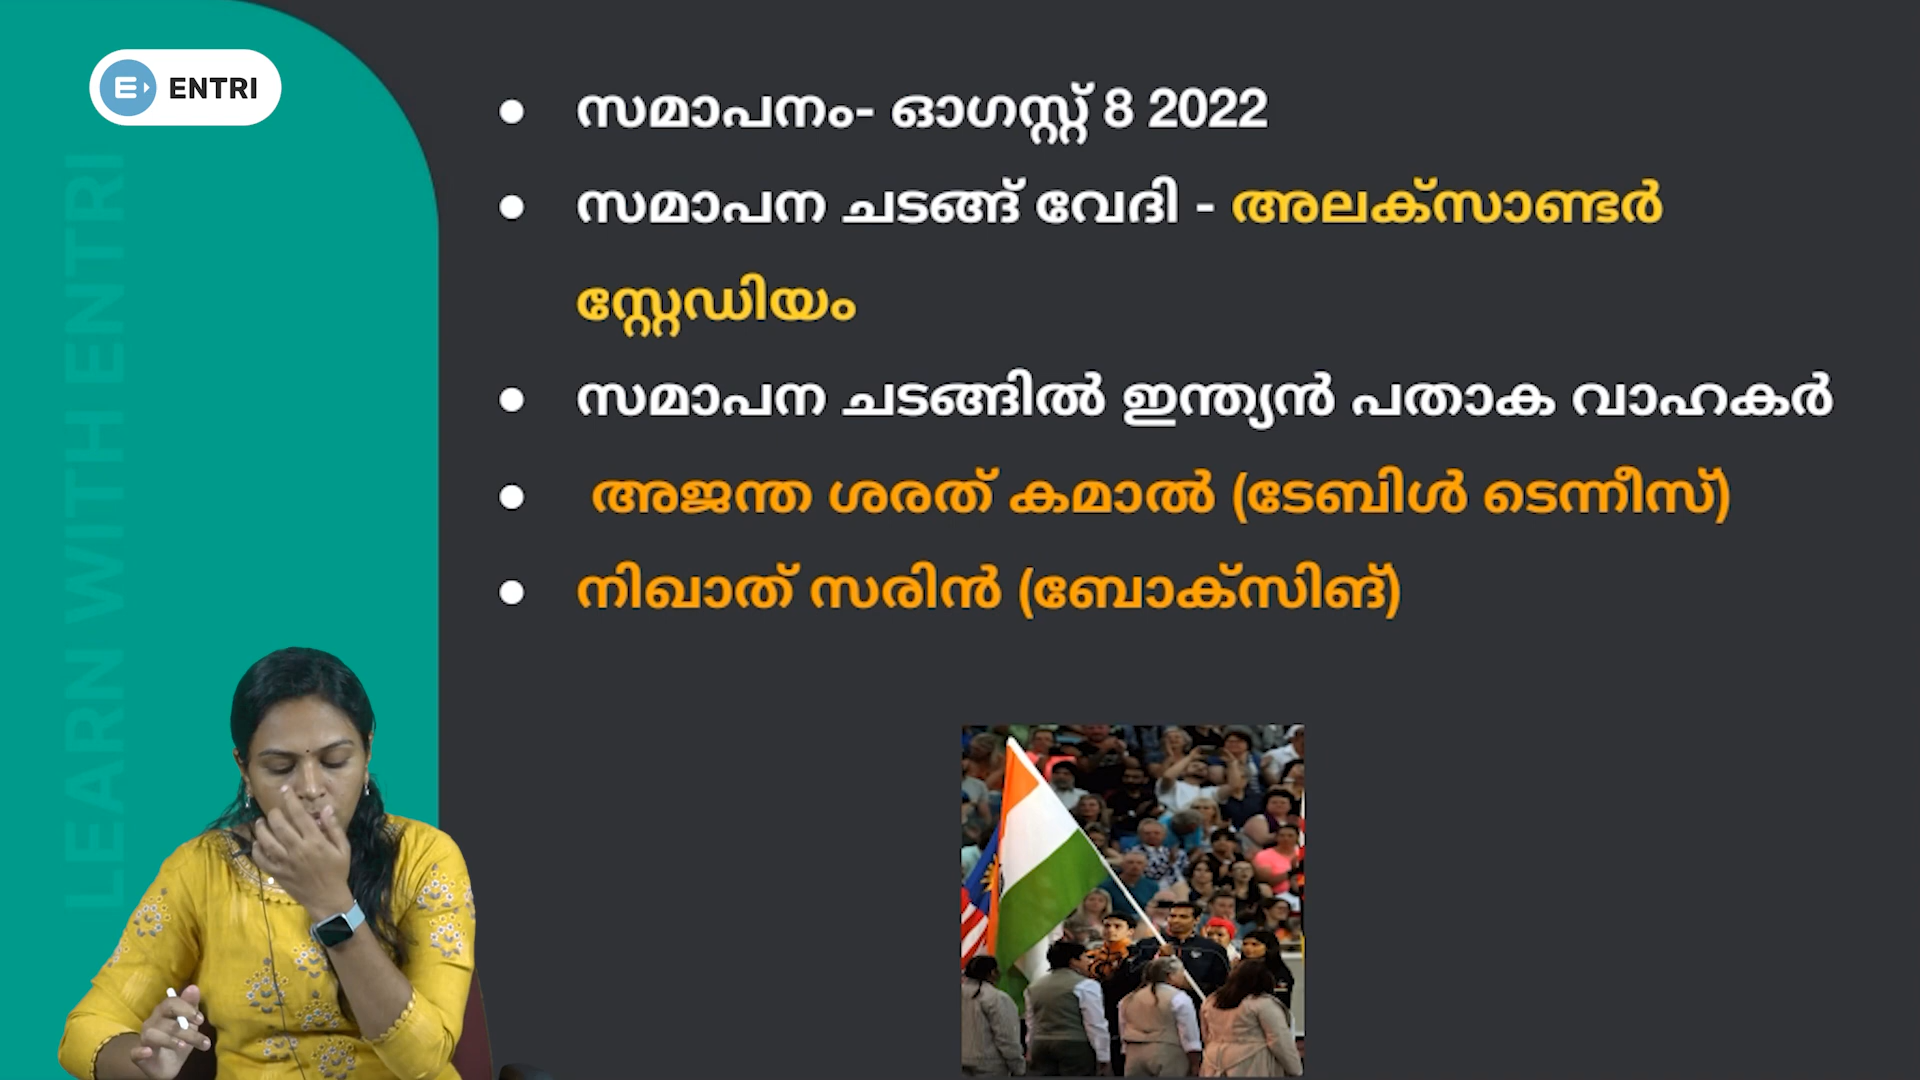 ENTRI
LEARN WITH ENTRI
സമാപനം- ഓഗസ്റ്റ് 8 2022
സമാപന ചടങ്ങ് വേദി - അലക്സാണ്ടർ
സ്റ്റേഡിയം
സമാപന ചടങ്ങിൽ ഇന്ത്യൻ പതാക വാഹകർ
അജന്ത ശരത് കമാൽ (ടേബിൾ ടെന്നീസ്)
നിഖാത് സരിൻ (ബോക്സിങ്)